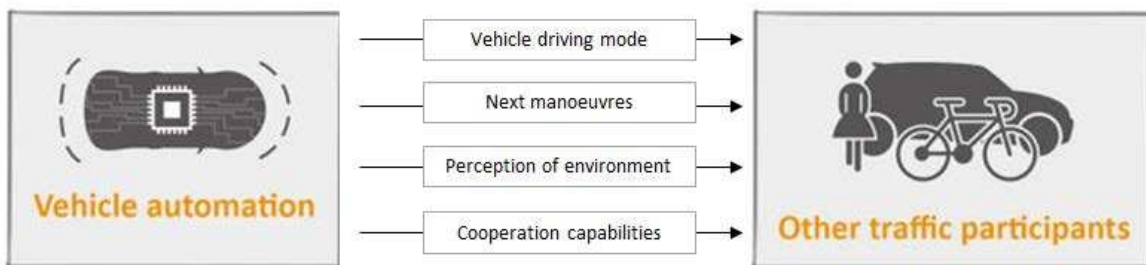 Vehicle automation
Vehicle driving mode
Next manoeuvres
Perception of environment
Cooperation capabilities
Other traffic participants